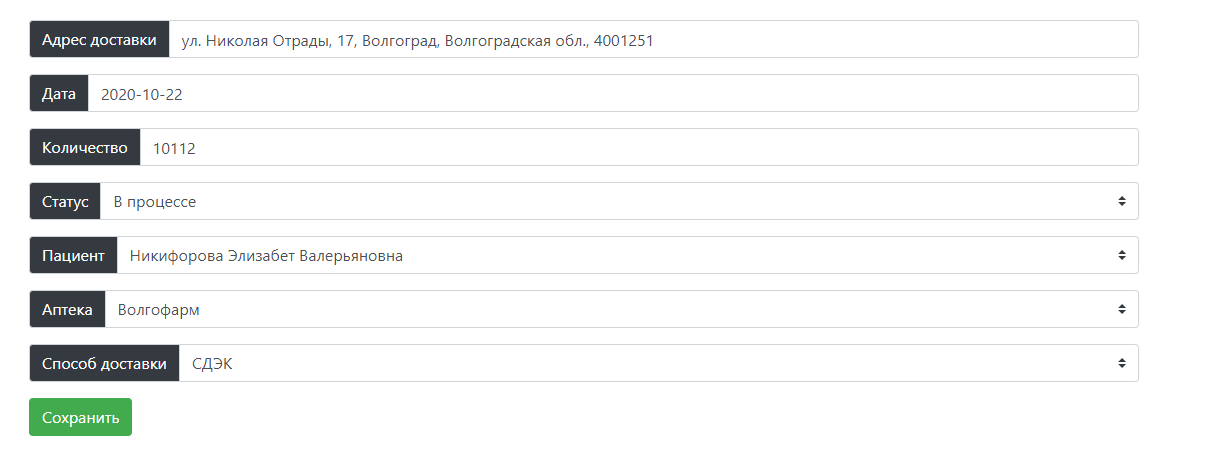 Адрес доставки ул. Николая Отрады, 17, Волгоград, Волгоградская обл., 4001251
Дата 2020-10-22
Количество 10112
Статус В процессе
Пациент Никифорова Элизабет Валерьяновна
Аптека Волгофарм
Способ доставки СДЭК
Сохранить